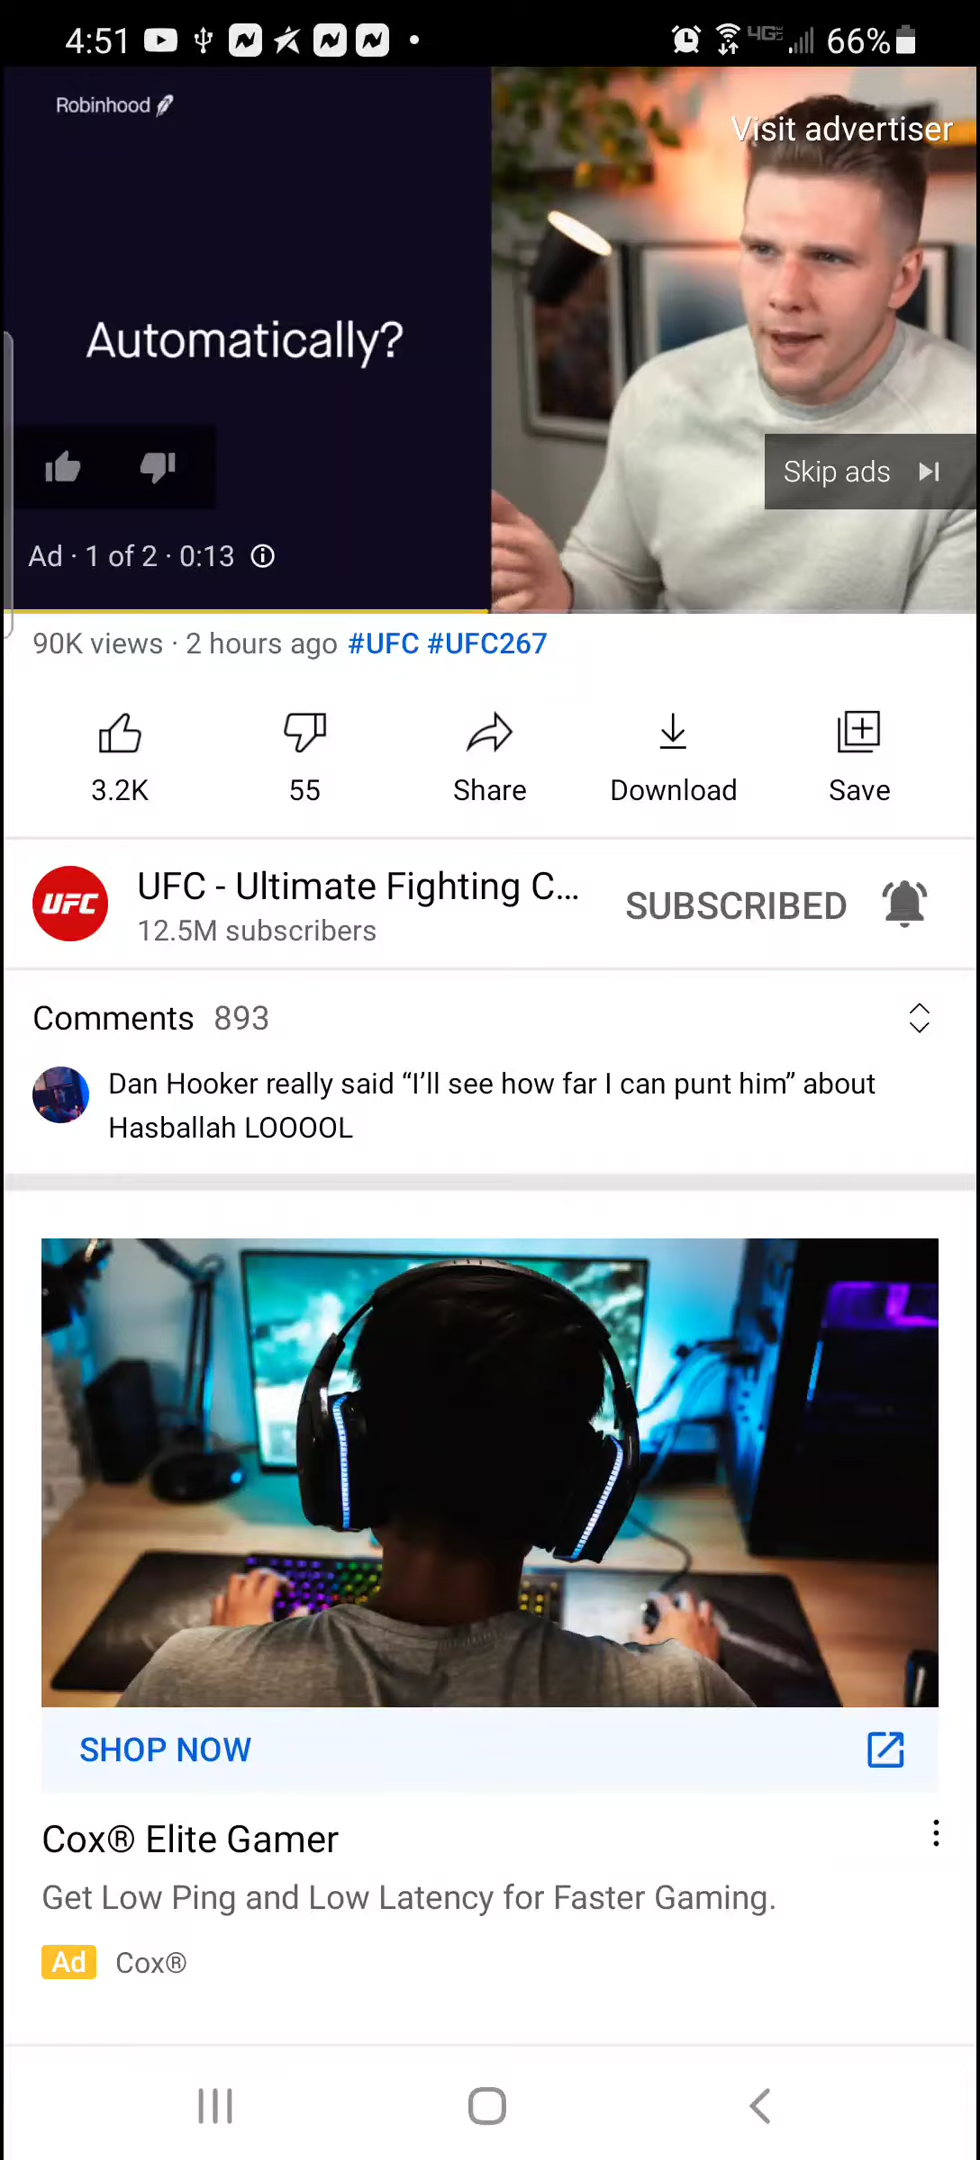 4:51
4G
66%
Robinhood
Visit advertiser
Automatically?
Skip ads
Ad · 1 of 2 · 0:13
90K views · 2 hours ago #UFC #UFC267
3.2K
55
Share
Download
Save
UFC
UFC - Ultimate Fighting C...
12.5M subscribers
SUBSCRIBED
Comments 893
Dan Hooker really said “I’ll see how far I can punt him” about
Hasballah LOOOOL
SHOP NOW
Cox® Elite Gamer
Get Low Ping and Low Latency for Faster Gaming.
Ad Cox®